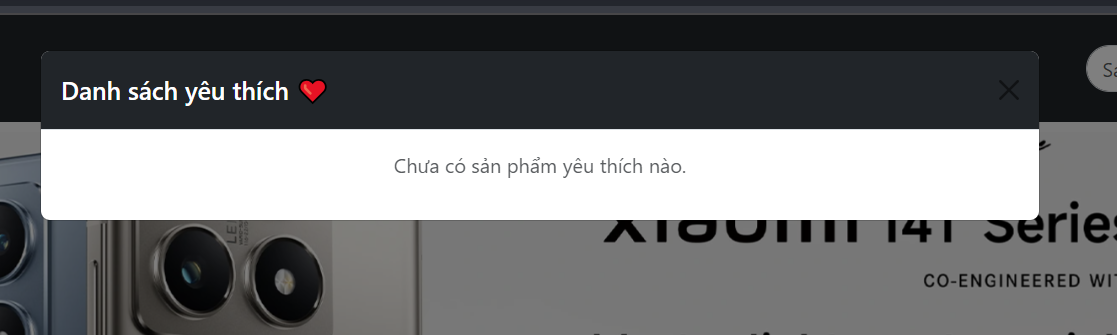 Danh sách yêu thích ❤️
Chưa có sản phẩm yêu thích nào.
Xiaomi 14T Series
CO-ENGINEERED WIT